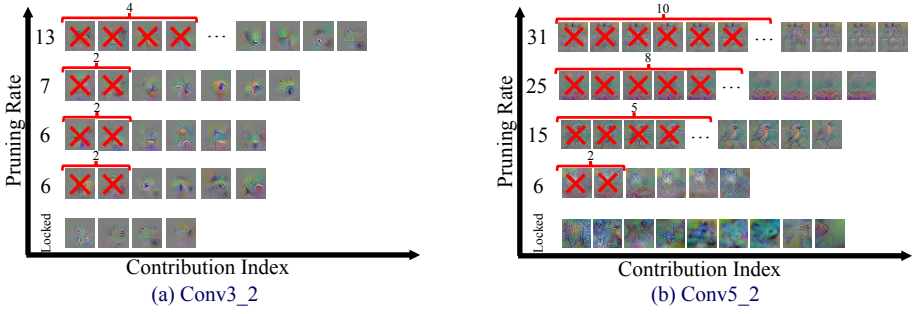 4
13
...
2
7
2
6
2
6
Locked
Pruning Rate
Contribution Index
(a) Conv3_2
10
31
...
8
25
...
5
15
...
2
6
Locked
Pruning Rate
Contribution Index
(b) Conv5_2